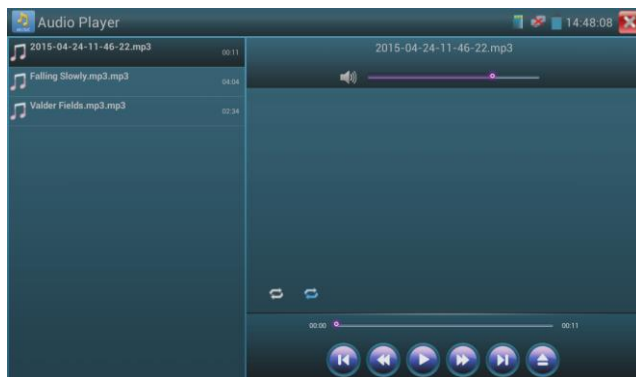 Audio Player
14:48:08
2015-04-24-11-46-22.mp3
00:11
Falling Slowly.mp3.mp3
04:04
Valder Fields.mp3.mp3
02:34
2015-04-24-11-46-22.mp3
00:00
00:11